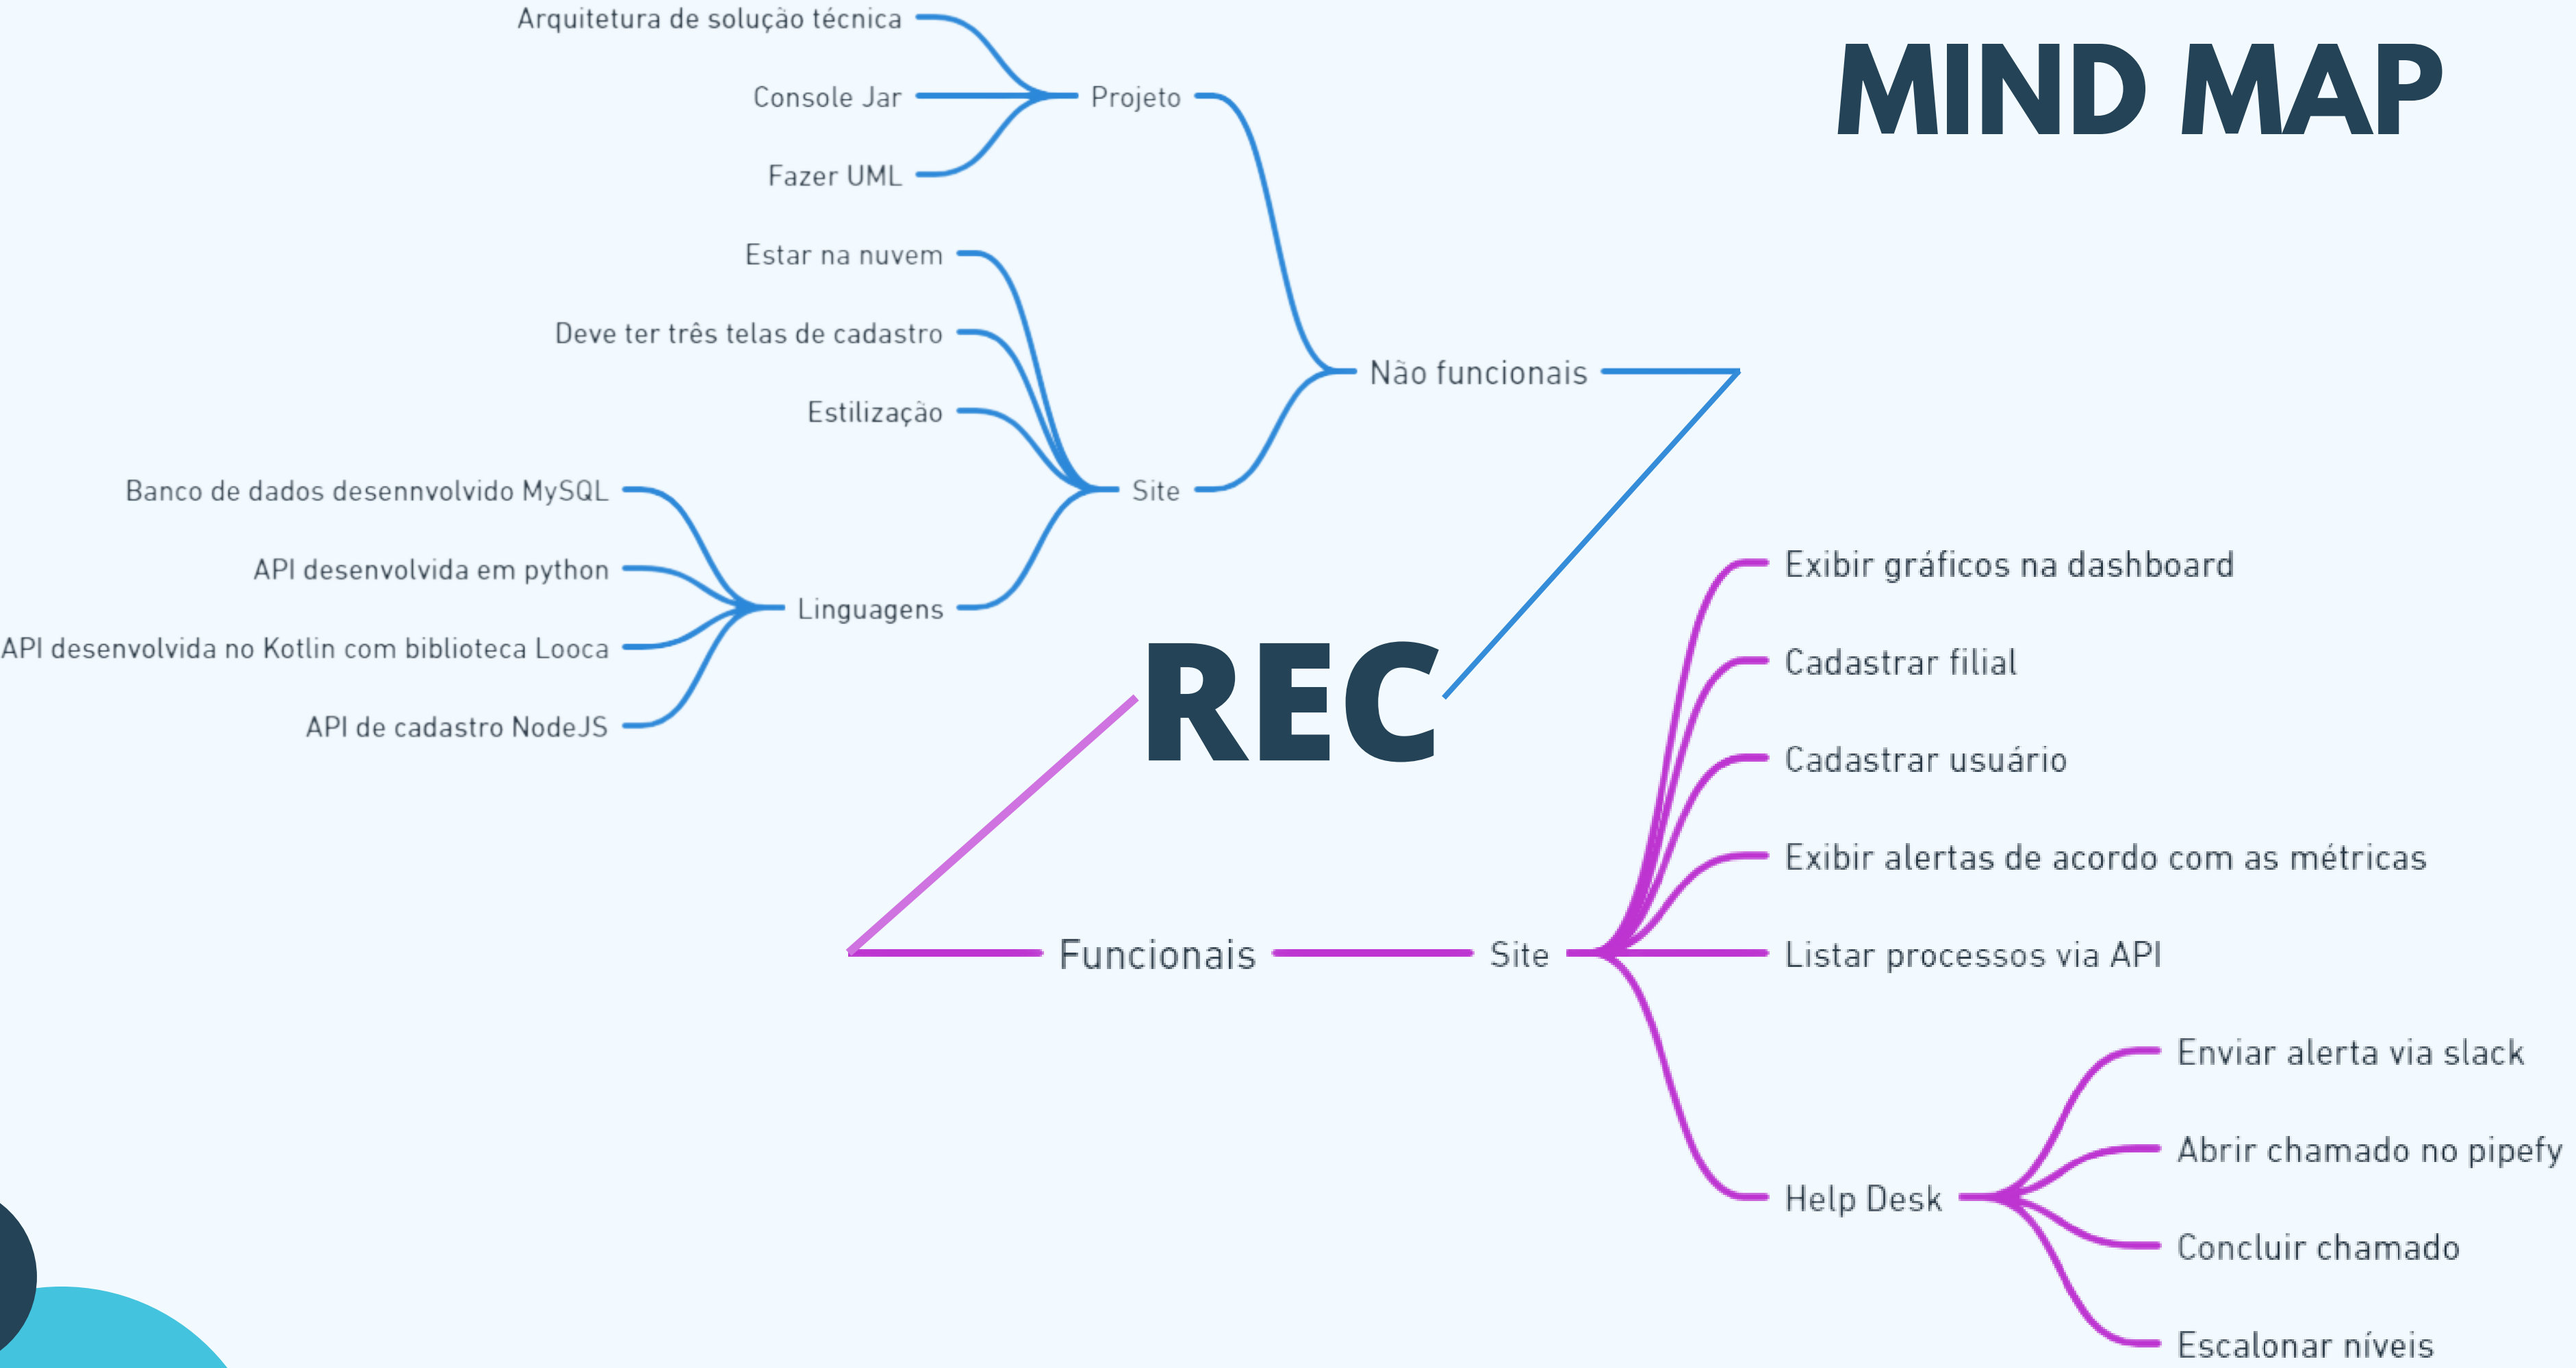 MIND MAP
Arquitetura de solução técnica
Console Jar
Projeto
Fazer UML
Estar na nuvem
Deve ter três telas de cadastro
Não funcionais
Estilização
Banco de dados desennvolvido MySQL
Site
API desenvolvida em python
Linguagens
API desenvolvida no Kotlin com biblioteca Looca
API de cadastro NodeJS
REC
Exibir gráficos na dashboard
Cadastrar filial
Cadastrar usuário
Exibir alertas de acordo com as métricas
Funcionais
Site
Listar processos via API
Help Desk
Enviar alerta via slack
Abrir chamado no pipefy
Concluir chamado
Escalonar níveis